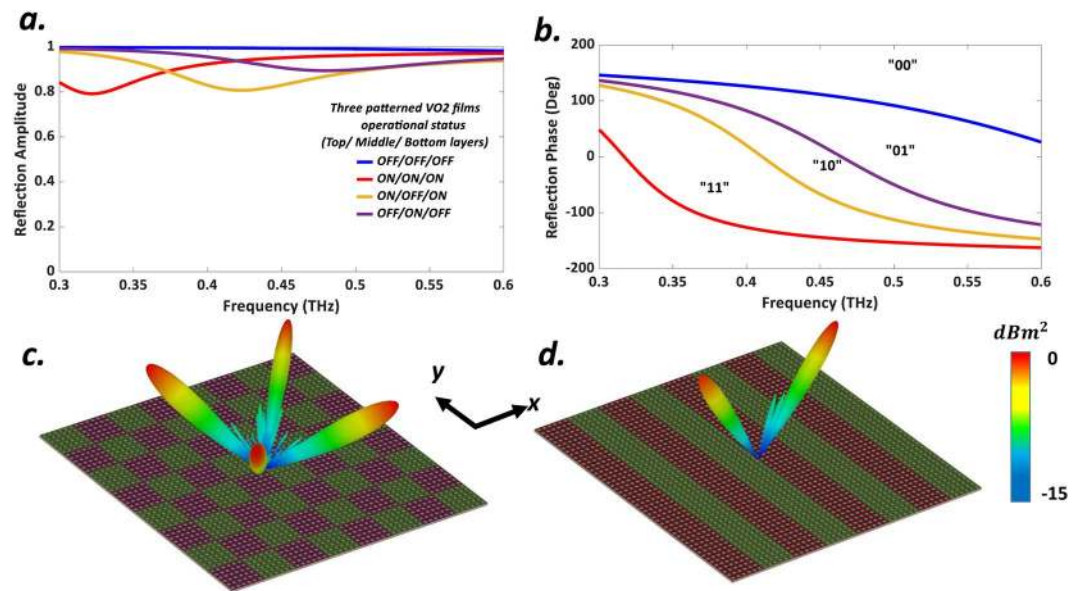 a.
1
0.8
0.6
0.4
0.2
0
Reflection Amplitude
Three patterned VO2 films
operational status
(Top/ Middle/ Bottom layers)
OFF/OFF/OFF
ON/ON/ON
ON/OFF/ON
OFF/ON/OFF
0.3 0.35 0.4 0.45 0.5 0.55 0.6
Frequency (THz)
b.
200
100
0
-100
-200
Reflection Phase (Deg)
"00"
"01"
"10"
"11"
0.3 0.35 0.4 0.45 0.5 0.55 0.6
Frequency (THz)
c.
y
x
d.
dBm²
0
-15